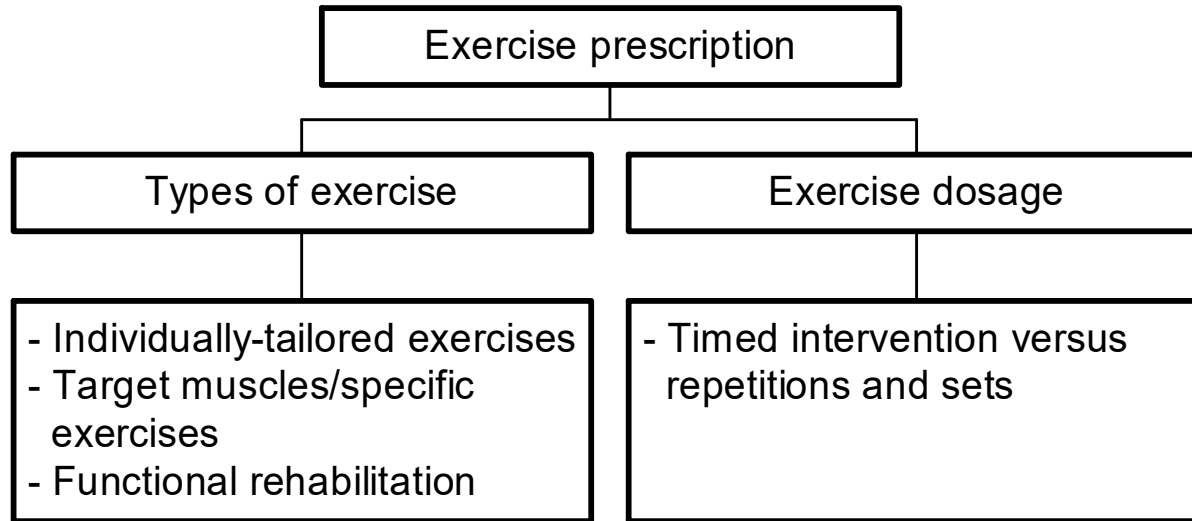 Exercise prescription
Types of exercise
Exercise dosage
- Individually-tailored exercises
- Target muscles/specific
exercises
- Functional rehabilitation
- Timed intervention versus
repetitions and sets